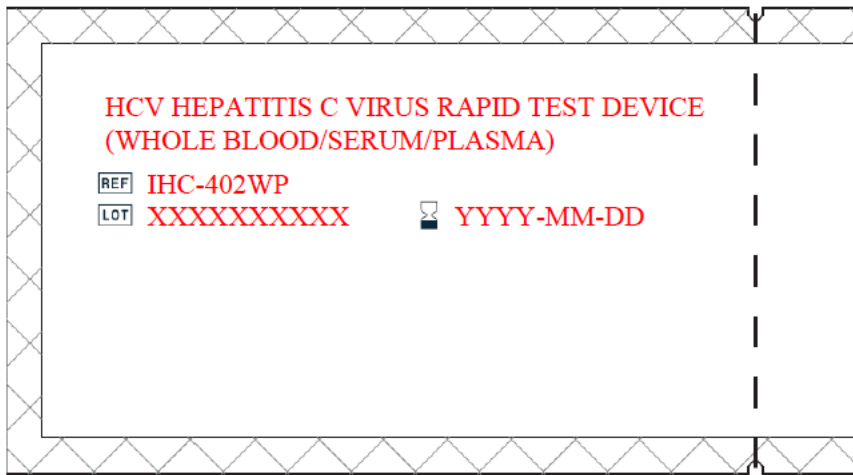 HCV HEPATITIS C VIRUS RAPID TEST DEVICE
(WHOLE BLOOD/SERUM/PLASMA)
REF IHC-402WP
LOT XXXXXXXXXX YYYY-MM-DD